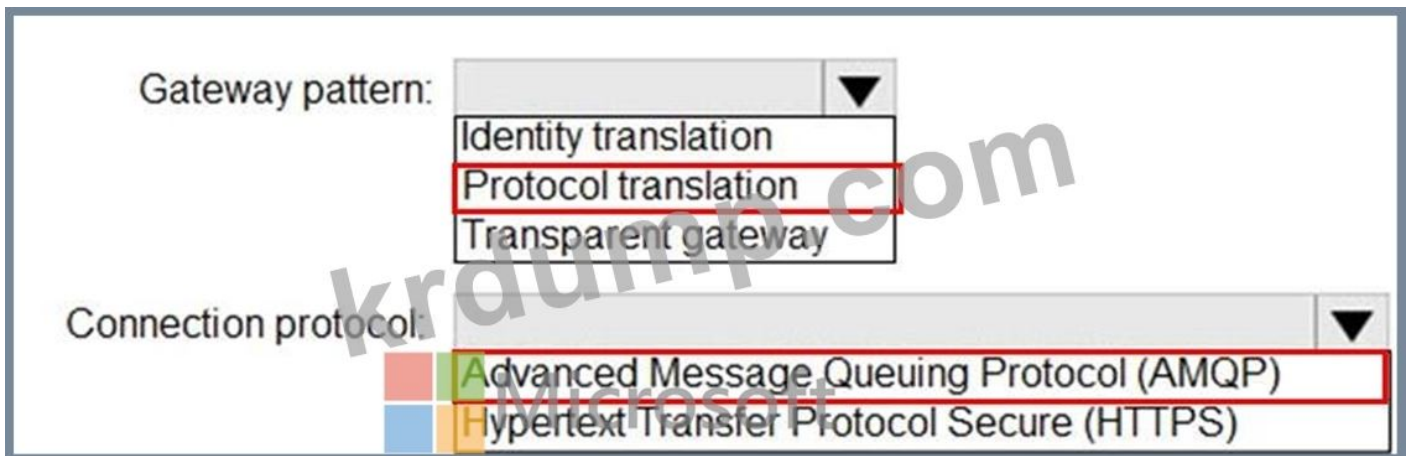 Gateway pattern:
Identity translation
Protocol translation
Transparent gateway
Connection protocol:
Advanced Message Queuing Protocol (AMQP)
Hypertext Transfer Protocol Secure (HTTPS)
krdump.com
Microsoft